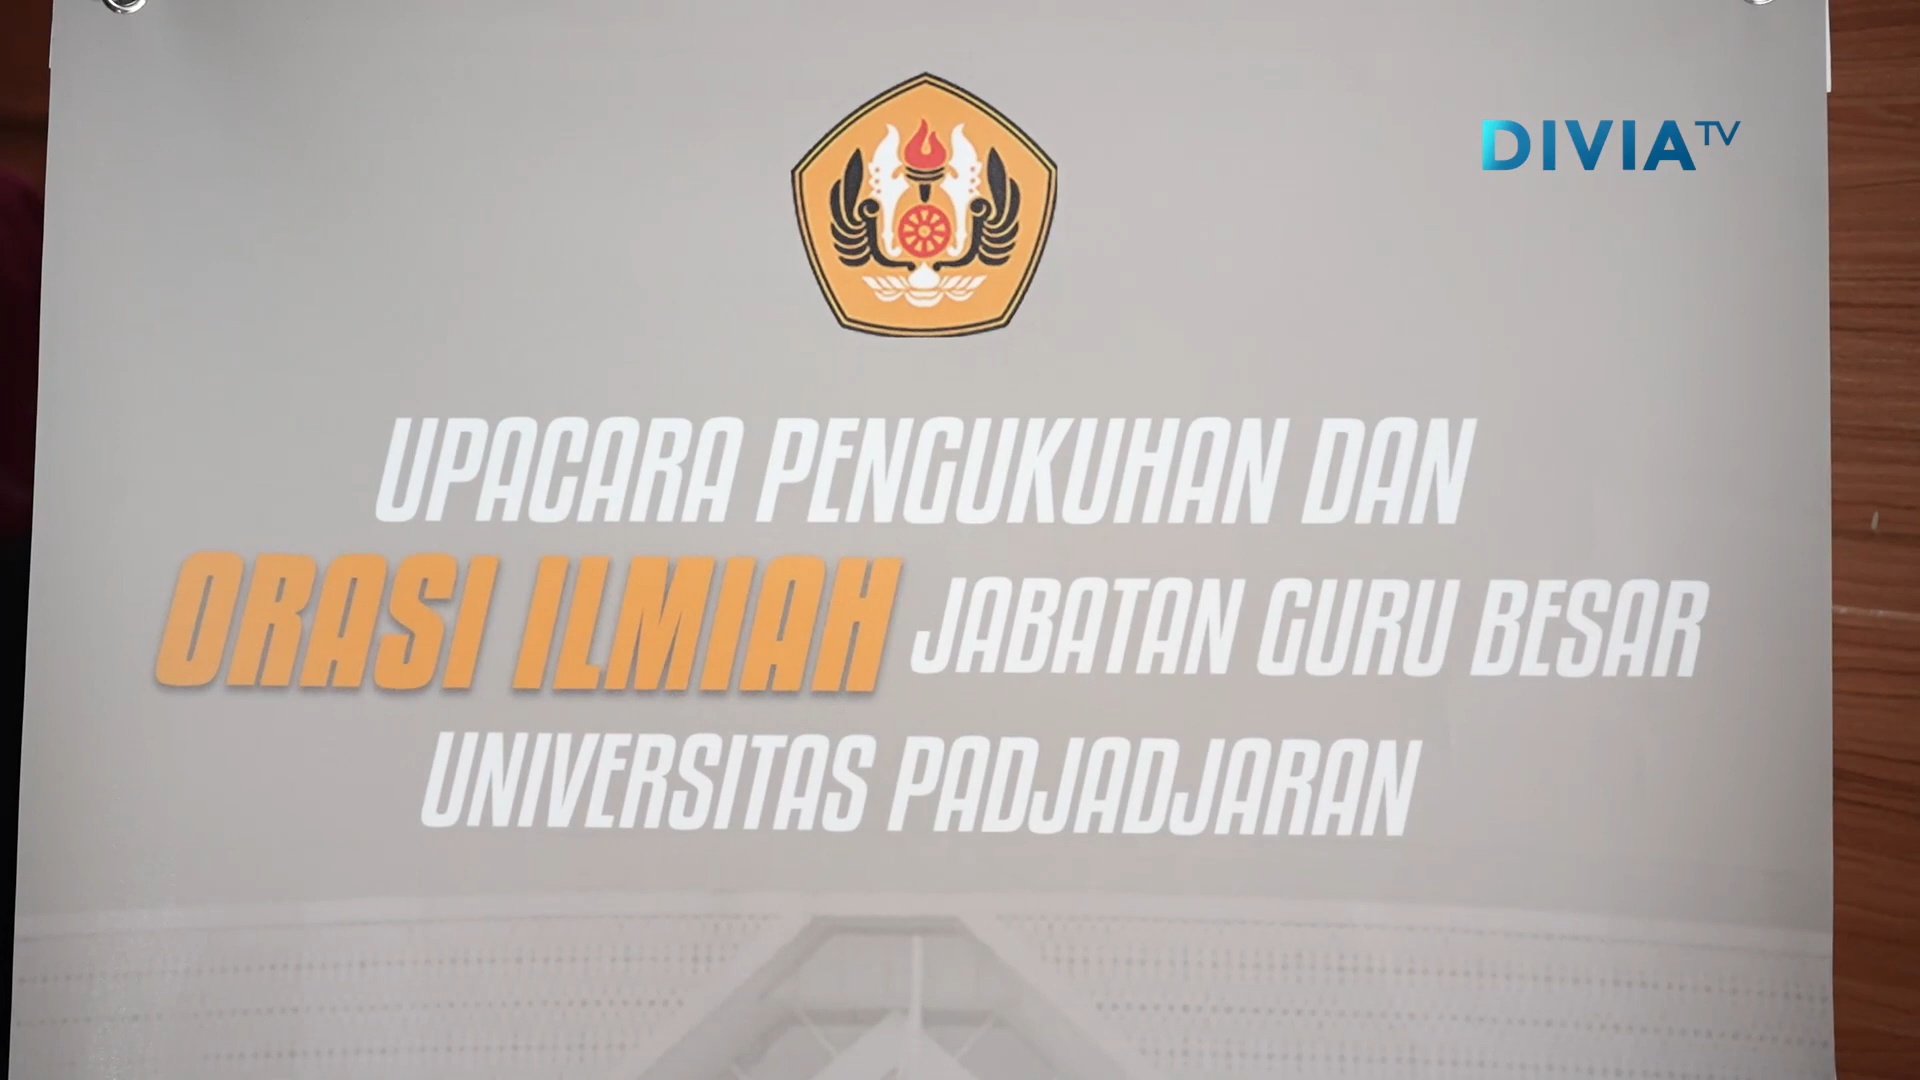 DIVIA TV
UPACARA PENGUKUHAN DAN
ORASI ILMIAH JABATAN GURU BESAR
UNIVERSITAS PADJADJARAN